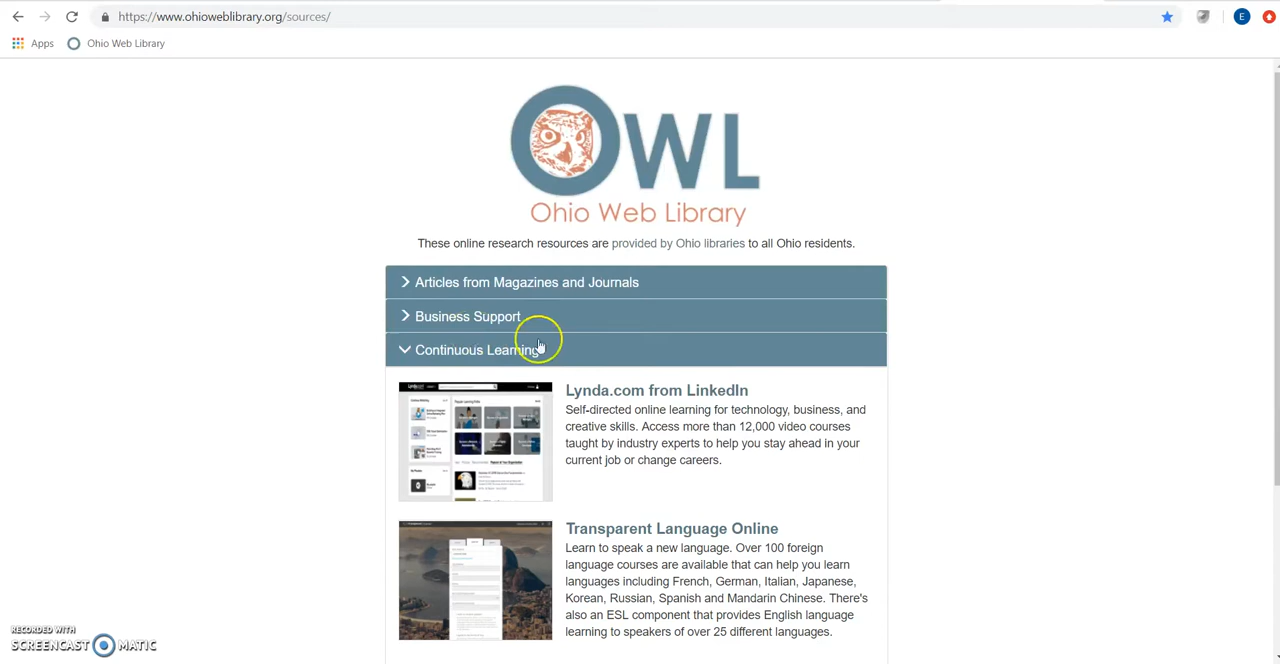 https://www.ohioweblibrary.org/sources/
E
Apps
Ohio Web Library
OWL
Ohio Web Library
These online research resources are provided by Ohio libraries to all Ohio residents.
Articles from Magazines and Journals
Business Support
Continuous Learning
Lynda.com from LinkedIn
Self-directed online learning for technology, business, and
creative skills. Access more than 12,000 video courses
taught by industry experts to help you stay ahead in your
current job or change careers.
Transparent Language Online
Learn to speak a new language. Over 100 foreign
language courses are available that can help you learn
languages including French, German, Italian, Japanese,
Korean, Russian, Spanish and Mandarin Chinese. There's
also an ESL component that provides English language
learning to speakers of over 25 different languages.
RECORDED WITH
SCREENCAST MATIC